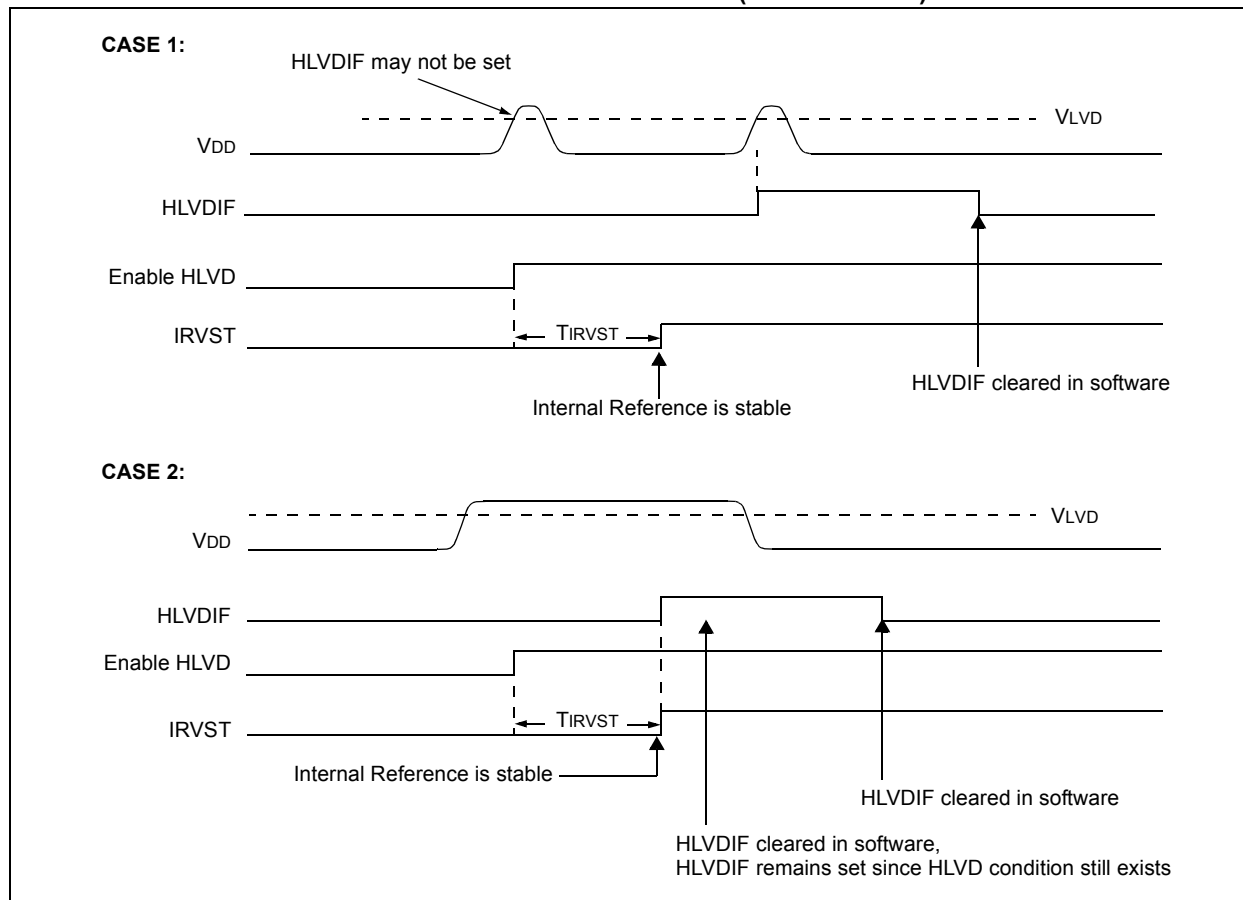 CASE 1:
HLVDIF may not be set
VLVD
VDD
HLVDIF
Enable HLVD
TIRVST
IRVST
HLVDIF cleared in software
Internal Reference is stable
CASE 2:
VLVD
VDD
HLVDIF
Enable HLVD
TIRVST
IRVST
Internal Reference is stable
HLVDIF cleared in software
HLVDIF cleared in software,
HLVDIF remains set since HLVD condition still exists